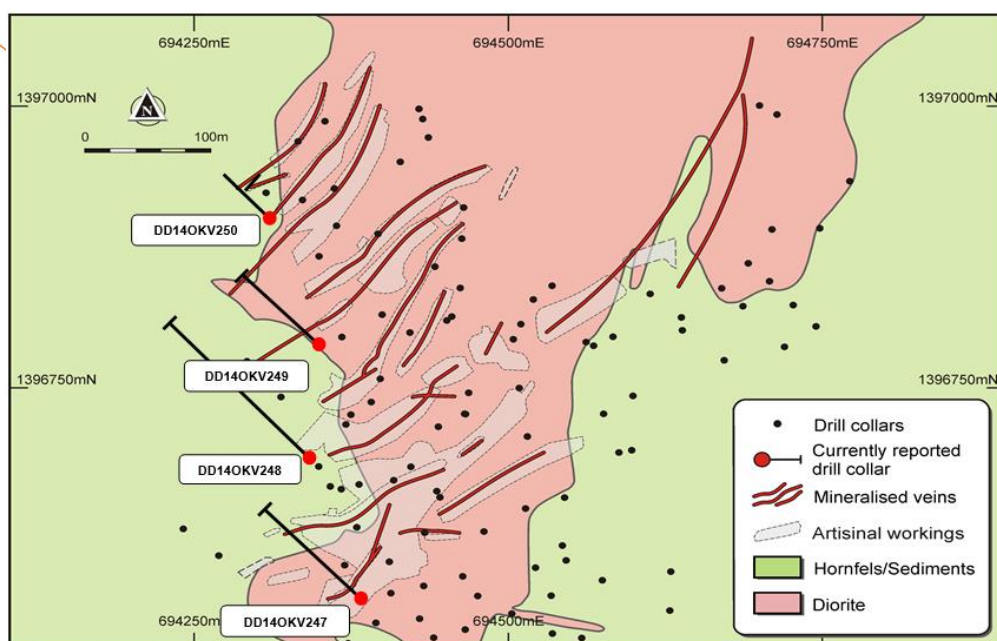 694250mE
694500mE
694750mE
1397000mN
1397000mN
N
0
100m
DD14OKV250
DD14OKV249
1396750mN
1396750mN
DD14OKV248
Drill collars
Currently reported
drill collar
Mineralised veins
Artisinal workings
Hornfels/Sediments
Diorite
DD14OKV247
694250mE
694500mE